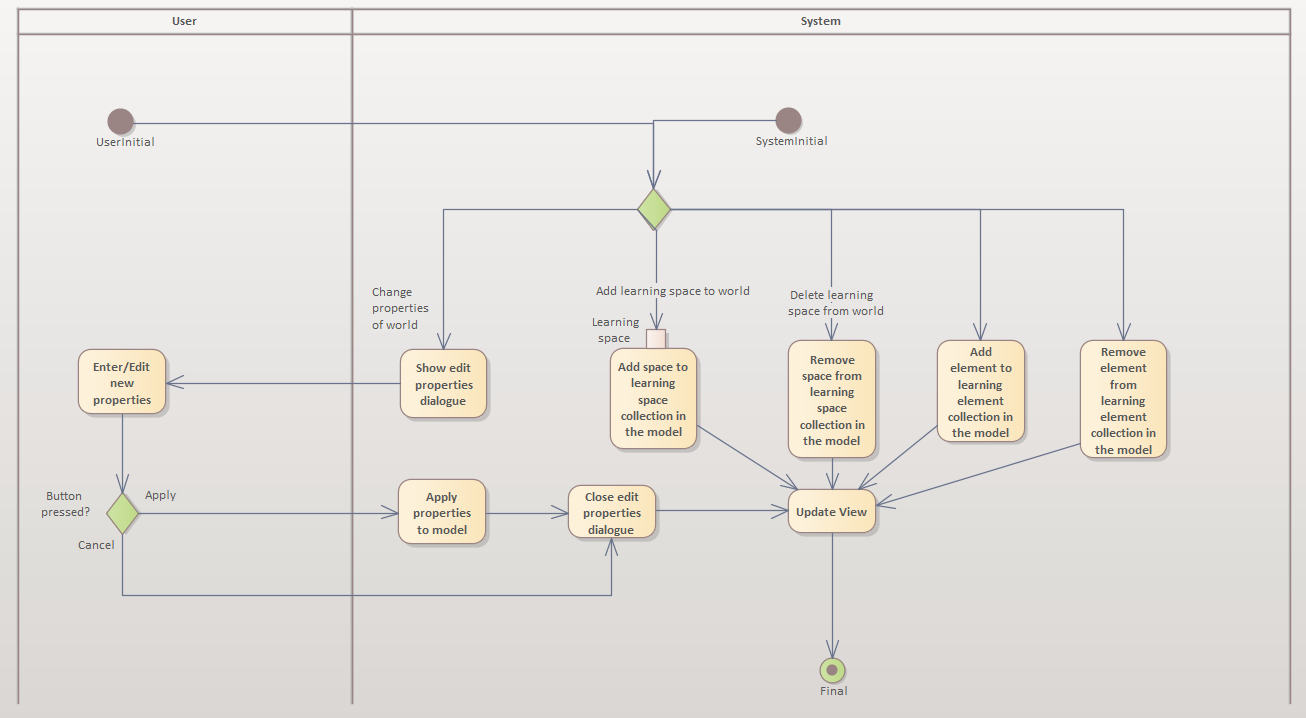 User
System
UserInitial
SystemInitial
Change
properties
of world
Add learning space to world
Delete learning
space from world
Learning
space
Enter/Edit
new
properties
Show edit
properties
dialogue
Add space to
learning
space
collection in
the model
Remove
space from
learning
space
collection in
the model
Add
element to
learning
element
collection in
the model
Remove
element
from
learning
element
collection in
the model
Button
pressed?
Apply
Cancel
Apply
properties
to model
Close edit
properties
dialogue
Update View
Final